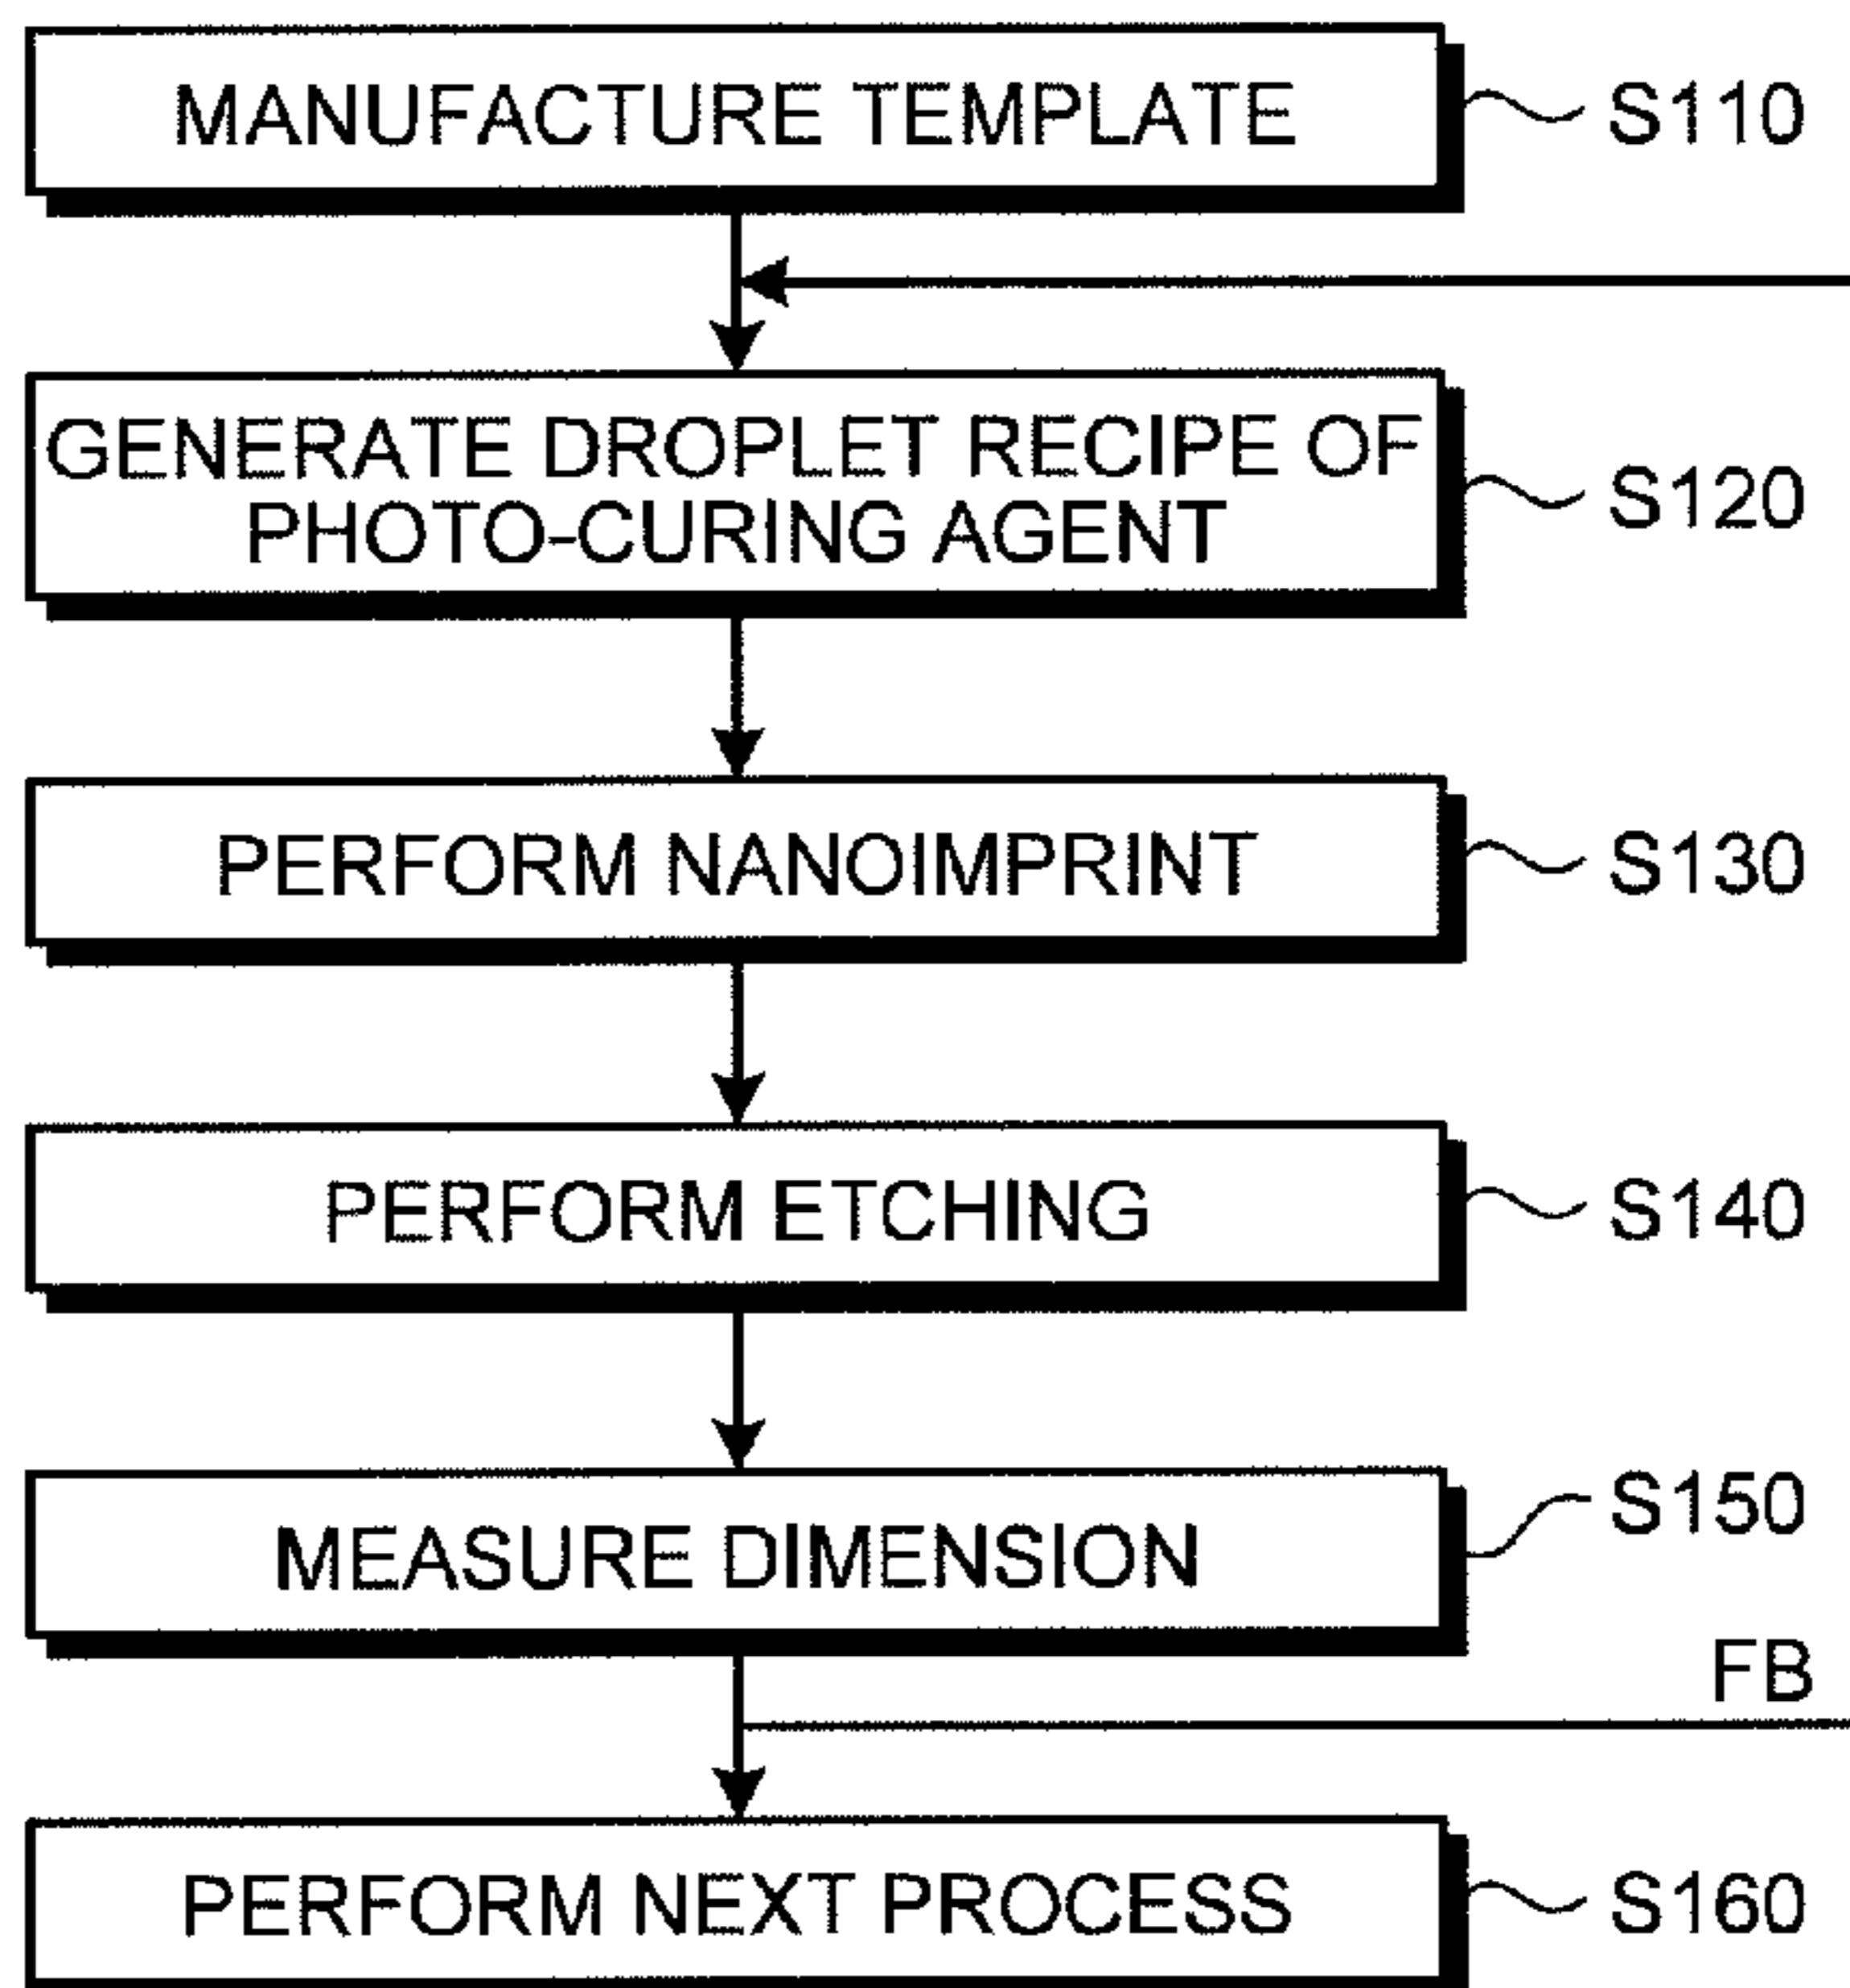 MANUFACTURE TEMPLATE S110
GENERATE DROPLET RECIPE OF
PHOTO-CURING AGENT S120
PERFORM NANOIMPRINT S130
PERFORM ETCHING S140
MEASURE DIMENSION S150
FB
PERFORM NEXT PROCESS S160